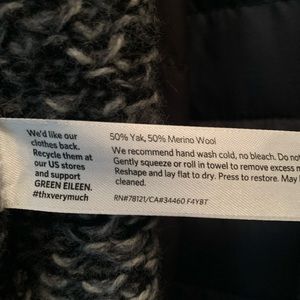 We'd like our
clothes back.
Recycle them at
our US stores
and support
GREEN EILEEN.
#thxverymuch
50% Yak, 50% Merino Wool
We recommend hand wash cold, no bleach. Do not
Gently squeeze or roll in towel to remove excess m
Reshape and lay flat to dry. Press to restore. May
cleaned.
RN#78121/CA#34460 F4YBT